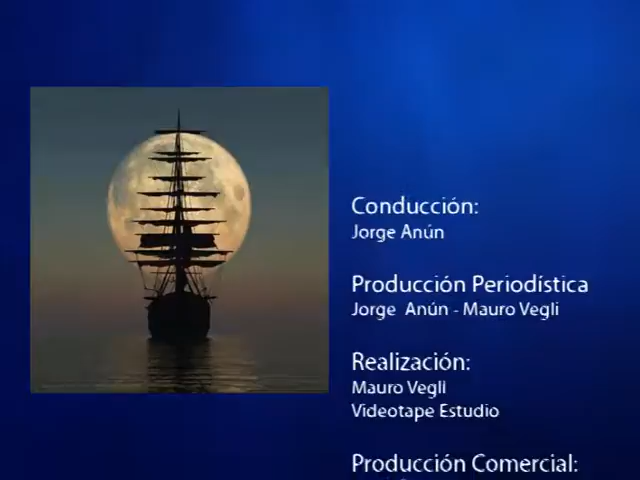 Conducción:
Jorge Anún
Producción Periodística
Jorge Anún - Mauro Vegli
Realización:
Mauro Vegli
Videotape Estudio
Producción Comercial: